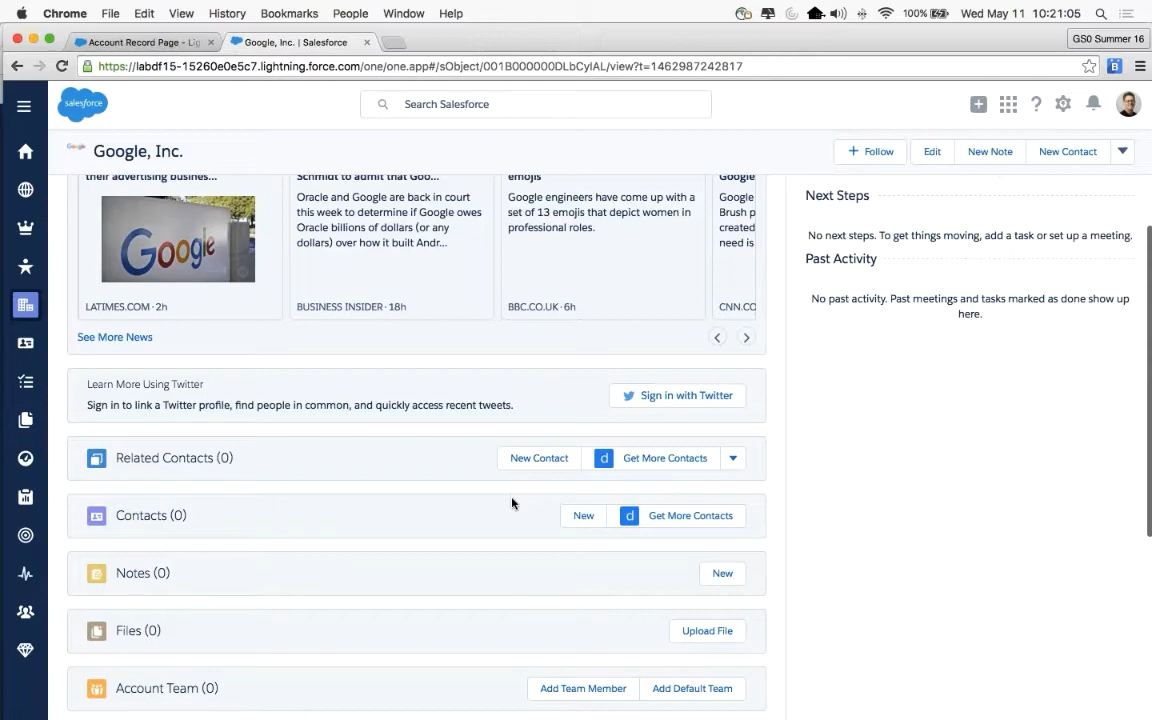 Chrome File Edit View History Bookmarks People Window Help 100% Wed May 11 10:21:05
Account Record Page - Lig Google, Inc. | Salesforce GS0 Summer 16
https://labdf15-15260e0e5c7.lightning.force.com/one/one.app#/sObject/001B000000DLbCyIAL/view?t=1462987242817
salesforce Search Salesforce
Google, Inc. + Follow Edit New Note New Contact
their advertising busines... Schmidt to admit that Goo... emojis Google
Oracle and Google are back in court
this week to determine if Google owes
Oracle billions of dollars (or any
dollars) over how it built Andr...
Google engineers have come up with a
set of 13 emojis that depict women in
professional roles.
Google
Brush p
created
need is
Google
LATIMES.COM · 2h BUSINESS INSIDER · 18h BBC.CO.UK · 6h CNN.CO
See More News
Next Steps
No next steps. To get things moving, add a task or set up a meeting.
Past Activity
No past activity. Past meetings and tasks marked as done show up
here.
Learn More Using Twitter
Sign in to link a Twitter profile, find people in common, and quickly access recent tweets.
Sign in with Twitter
Related Contacts (0) New Contact d Get More Contacts
Contacts (0) New d Get More Contacts
Notes (0) New
Files (0) Upload File
Account Team (0) Add Team Member Add Default Team